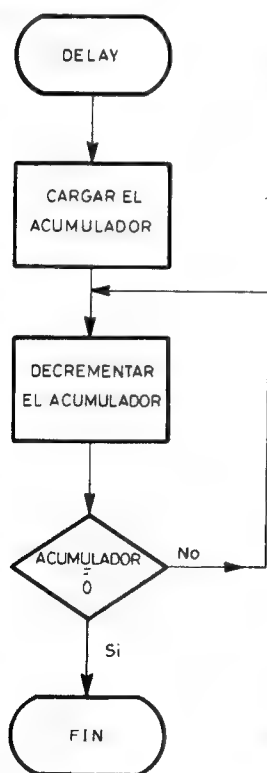 DELAY
CARGAR EL
ACUMULADOR
DECREMENTAR
EL ACUMULADOR
ACUMULADOR
=
0
No
Si
FIN